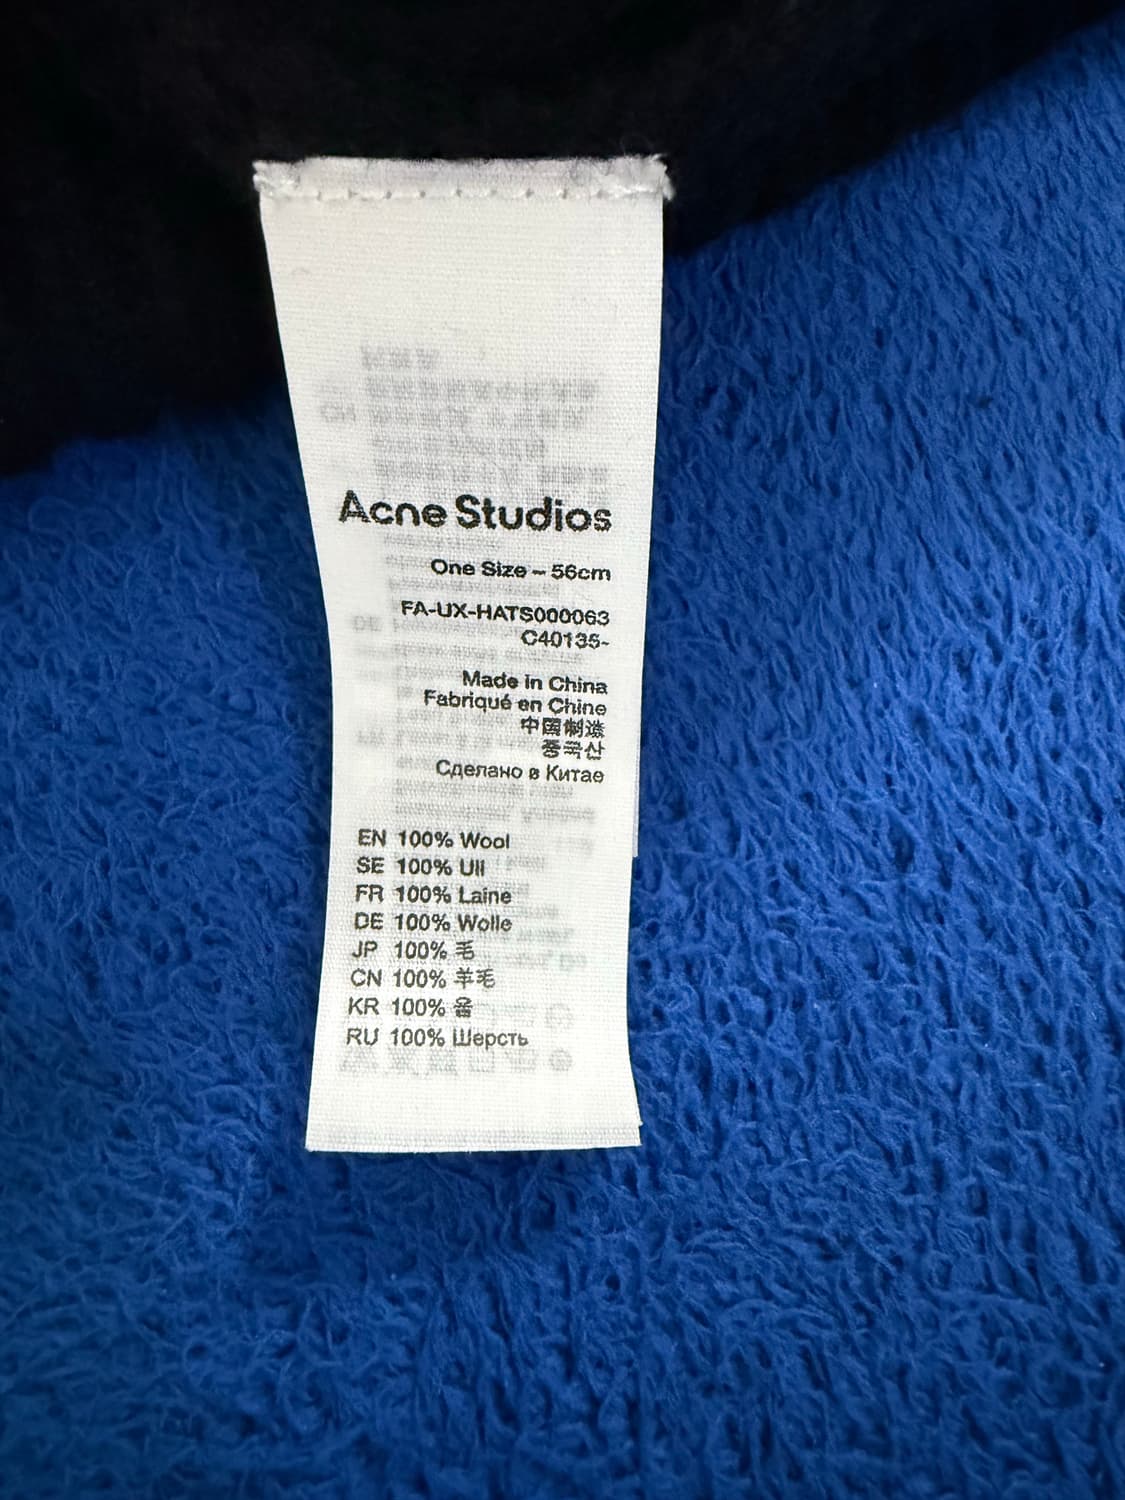 Acne Studios
One Size – 56cm
FA-UX-HATS000063
C40135-
Made in China
Fabriqué en Chine
中国制造
중국산
Сделано в Китае
EN 100% Wool
SE 100% Ull
FR 100% Laine
DE 100% Wolle
JP 100% 毛
CN 100% 羊毛
KR 100% 울
RU 100% Шерсть